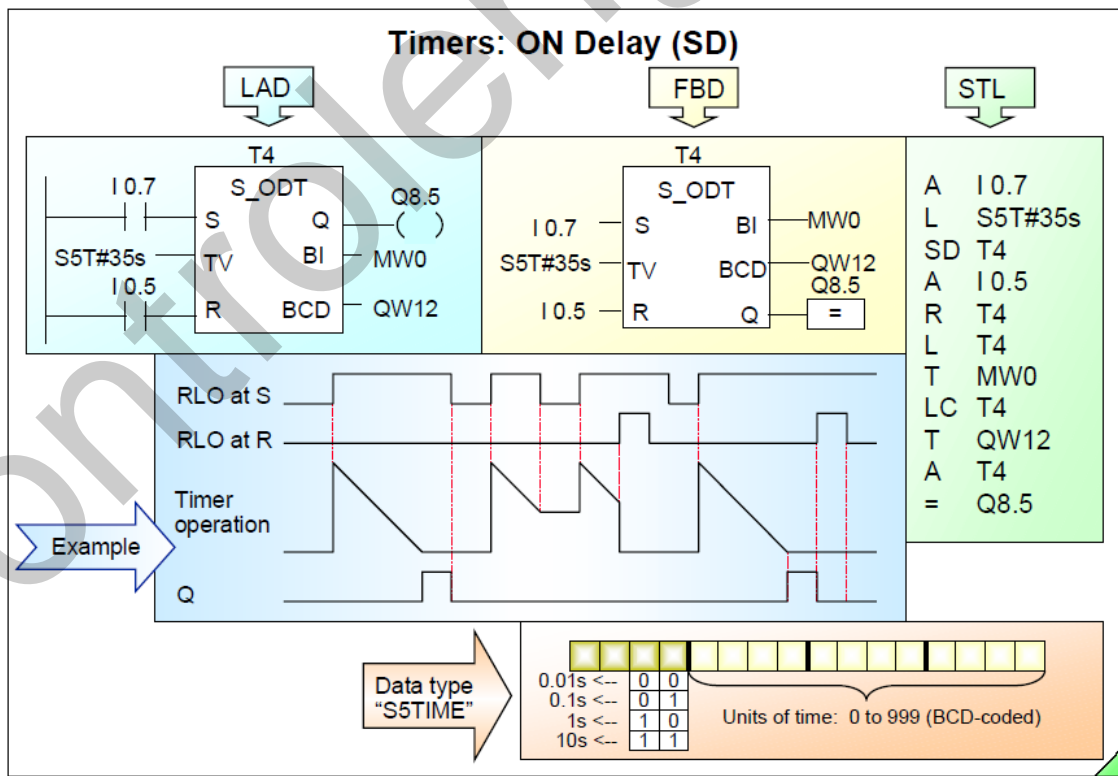 Timers: ON Delay (SD)
LAD
FBD
STL
T4
S_ODT
I 0.7
S
Q
Q8.5
( )
S5T#35s
TV
BI
MW0
I 0.5
R
BCD
QW12
T4
S_ODT
I 0.7
S
BI
MW0
S5T#35s
TV
BCD
QW12
Q8.5
I 0.5
R
Q
=
A I 0.7
L S5T#35s
SD T4
A I 0.5
R T4
L T4
T MW0
LC T4
T QW12
A T4
= Q8.5
RLO at S
RLO at R
Timer
operation
Q
Example
Data type
“S5TIME”
0.01s <-- 0 0
0.1s <-- 0 1
1s <-- 1 0
10s <-- 1 1
Units of time: 0 to 999 (BCD-coded)